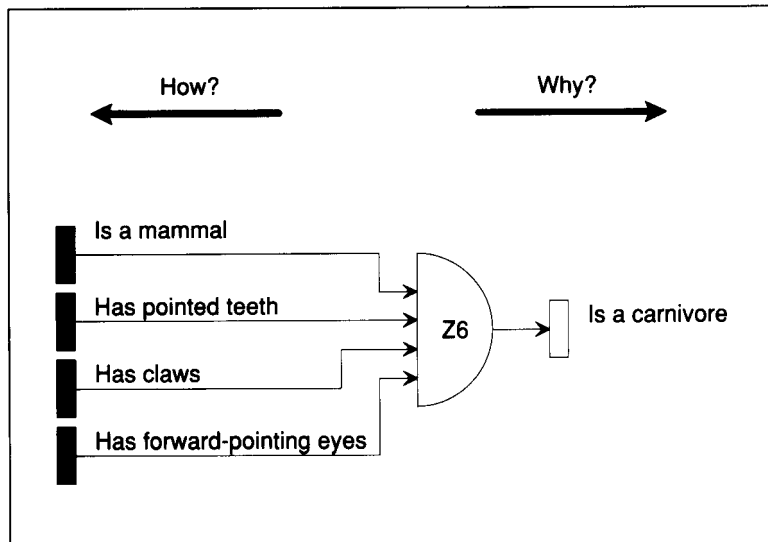 How?
Why?
Is a mammal
Has pointed teeth
Has claws
Has forward-pointing eyes
Z6
Is a carnivore